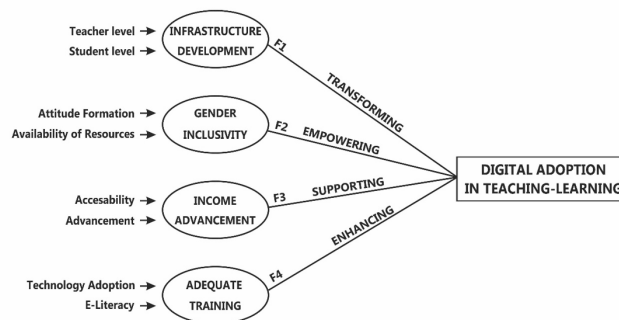 Teacher level
Student level
INFRASTRUCTURE
DEVELOPMENT
F1
TRANSFORMING
Attitude Formation
Availability of Resources
GENDER
INCLUSIVITY
F2
EMPOWERING
Accesability
Advancement
INCOME
ADVANCEMENT
F3
SUPPORTING
Technology Adoption
E-Literacy
ADEQUATE
TRAINING
F4
ENHANCING
DIGITAL ADOPTION
IN TEACHING-LEARNING